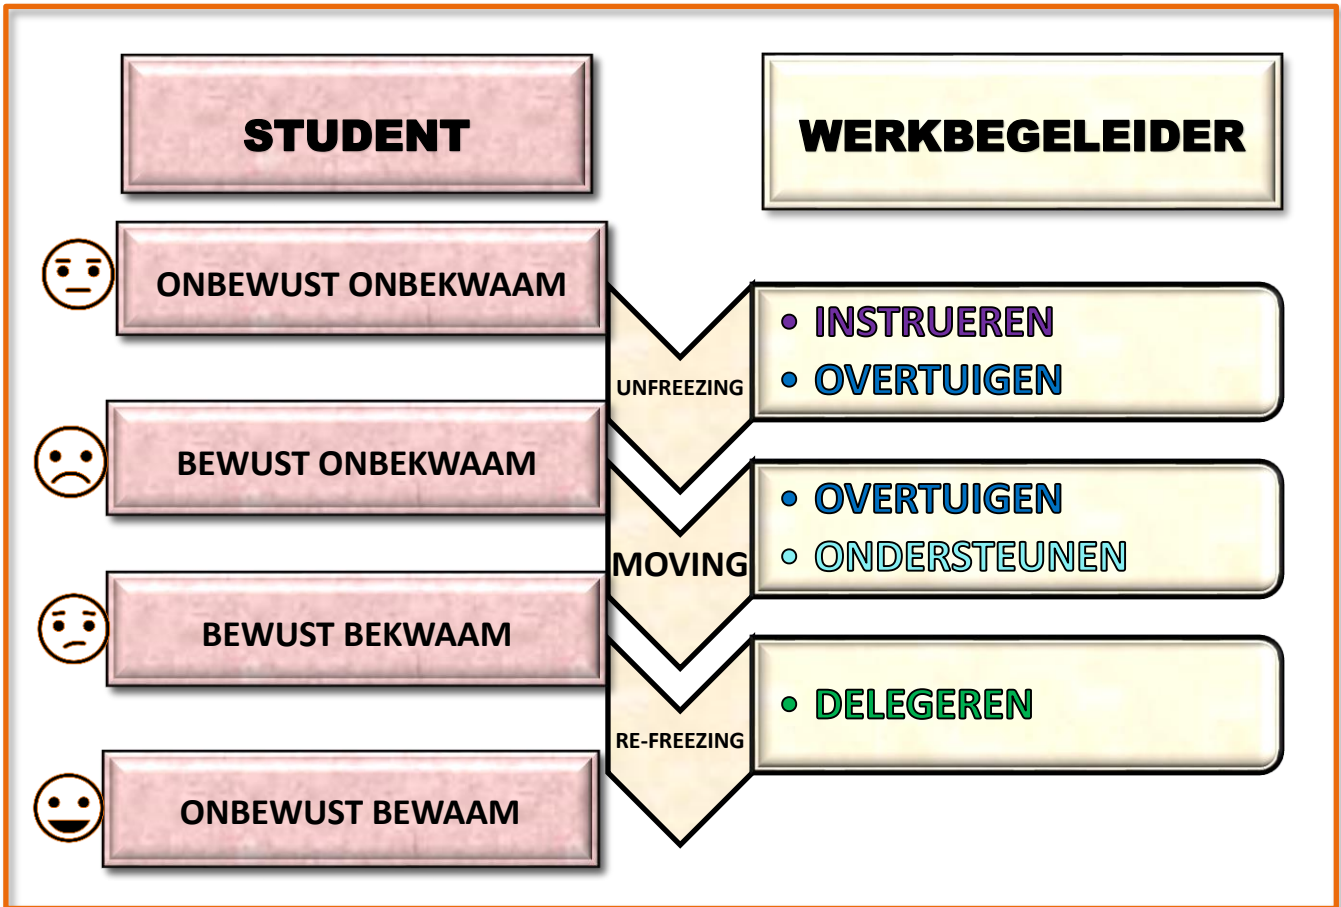 STUDENT
WERKBEGELEIDER
ONBEWUST ONBEKWAAM
BEWUST ONBEKWAAM
BEWUST BEKWAAM
ONBEWUST BEWAAM
UNFREEZING
• INSTRUEREN
• OVERTUIGEN
MOVING
• OVERTUIGEN
• ONDERSTEUNEN
RE-FREEZING
• DELEGEREN